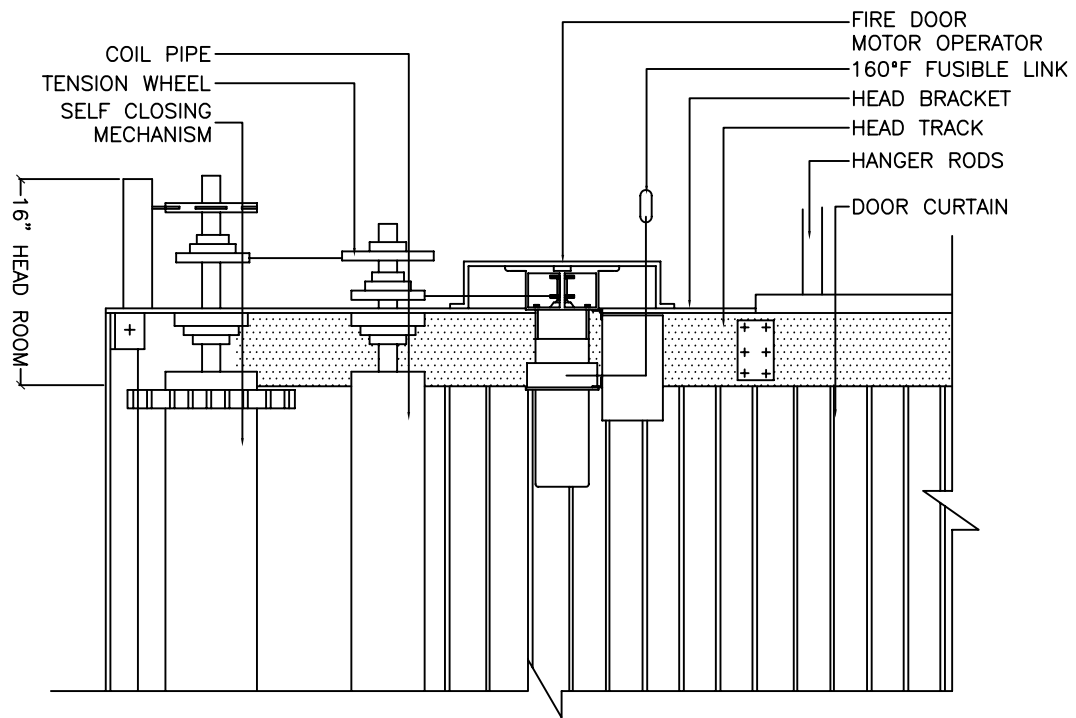 COIL PIPE
TENSION WHEEL
SELF CLOSING
MECHANISM
16" HEAD ROOM
FIRE DOOR
MOTOR OPERATOR
160°F FUSIBLE LINK
HEAD BRACKET
HEAD TRACK
HANGER RODS
DOOR CURTAIN